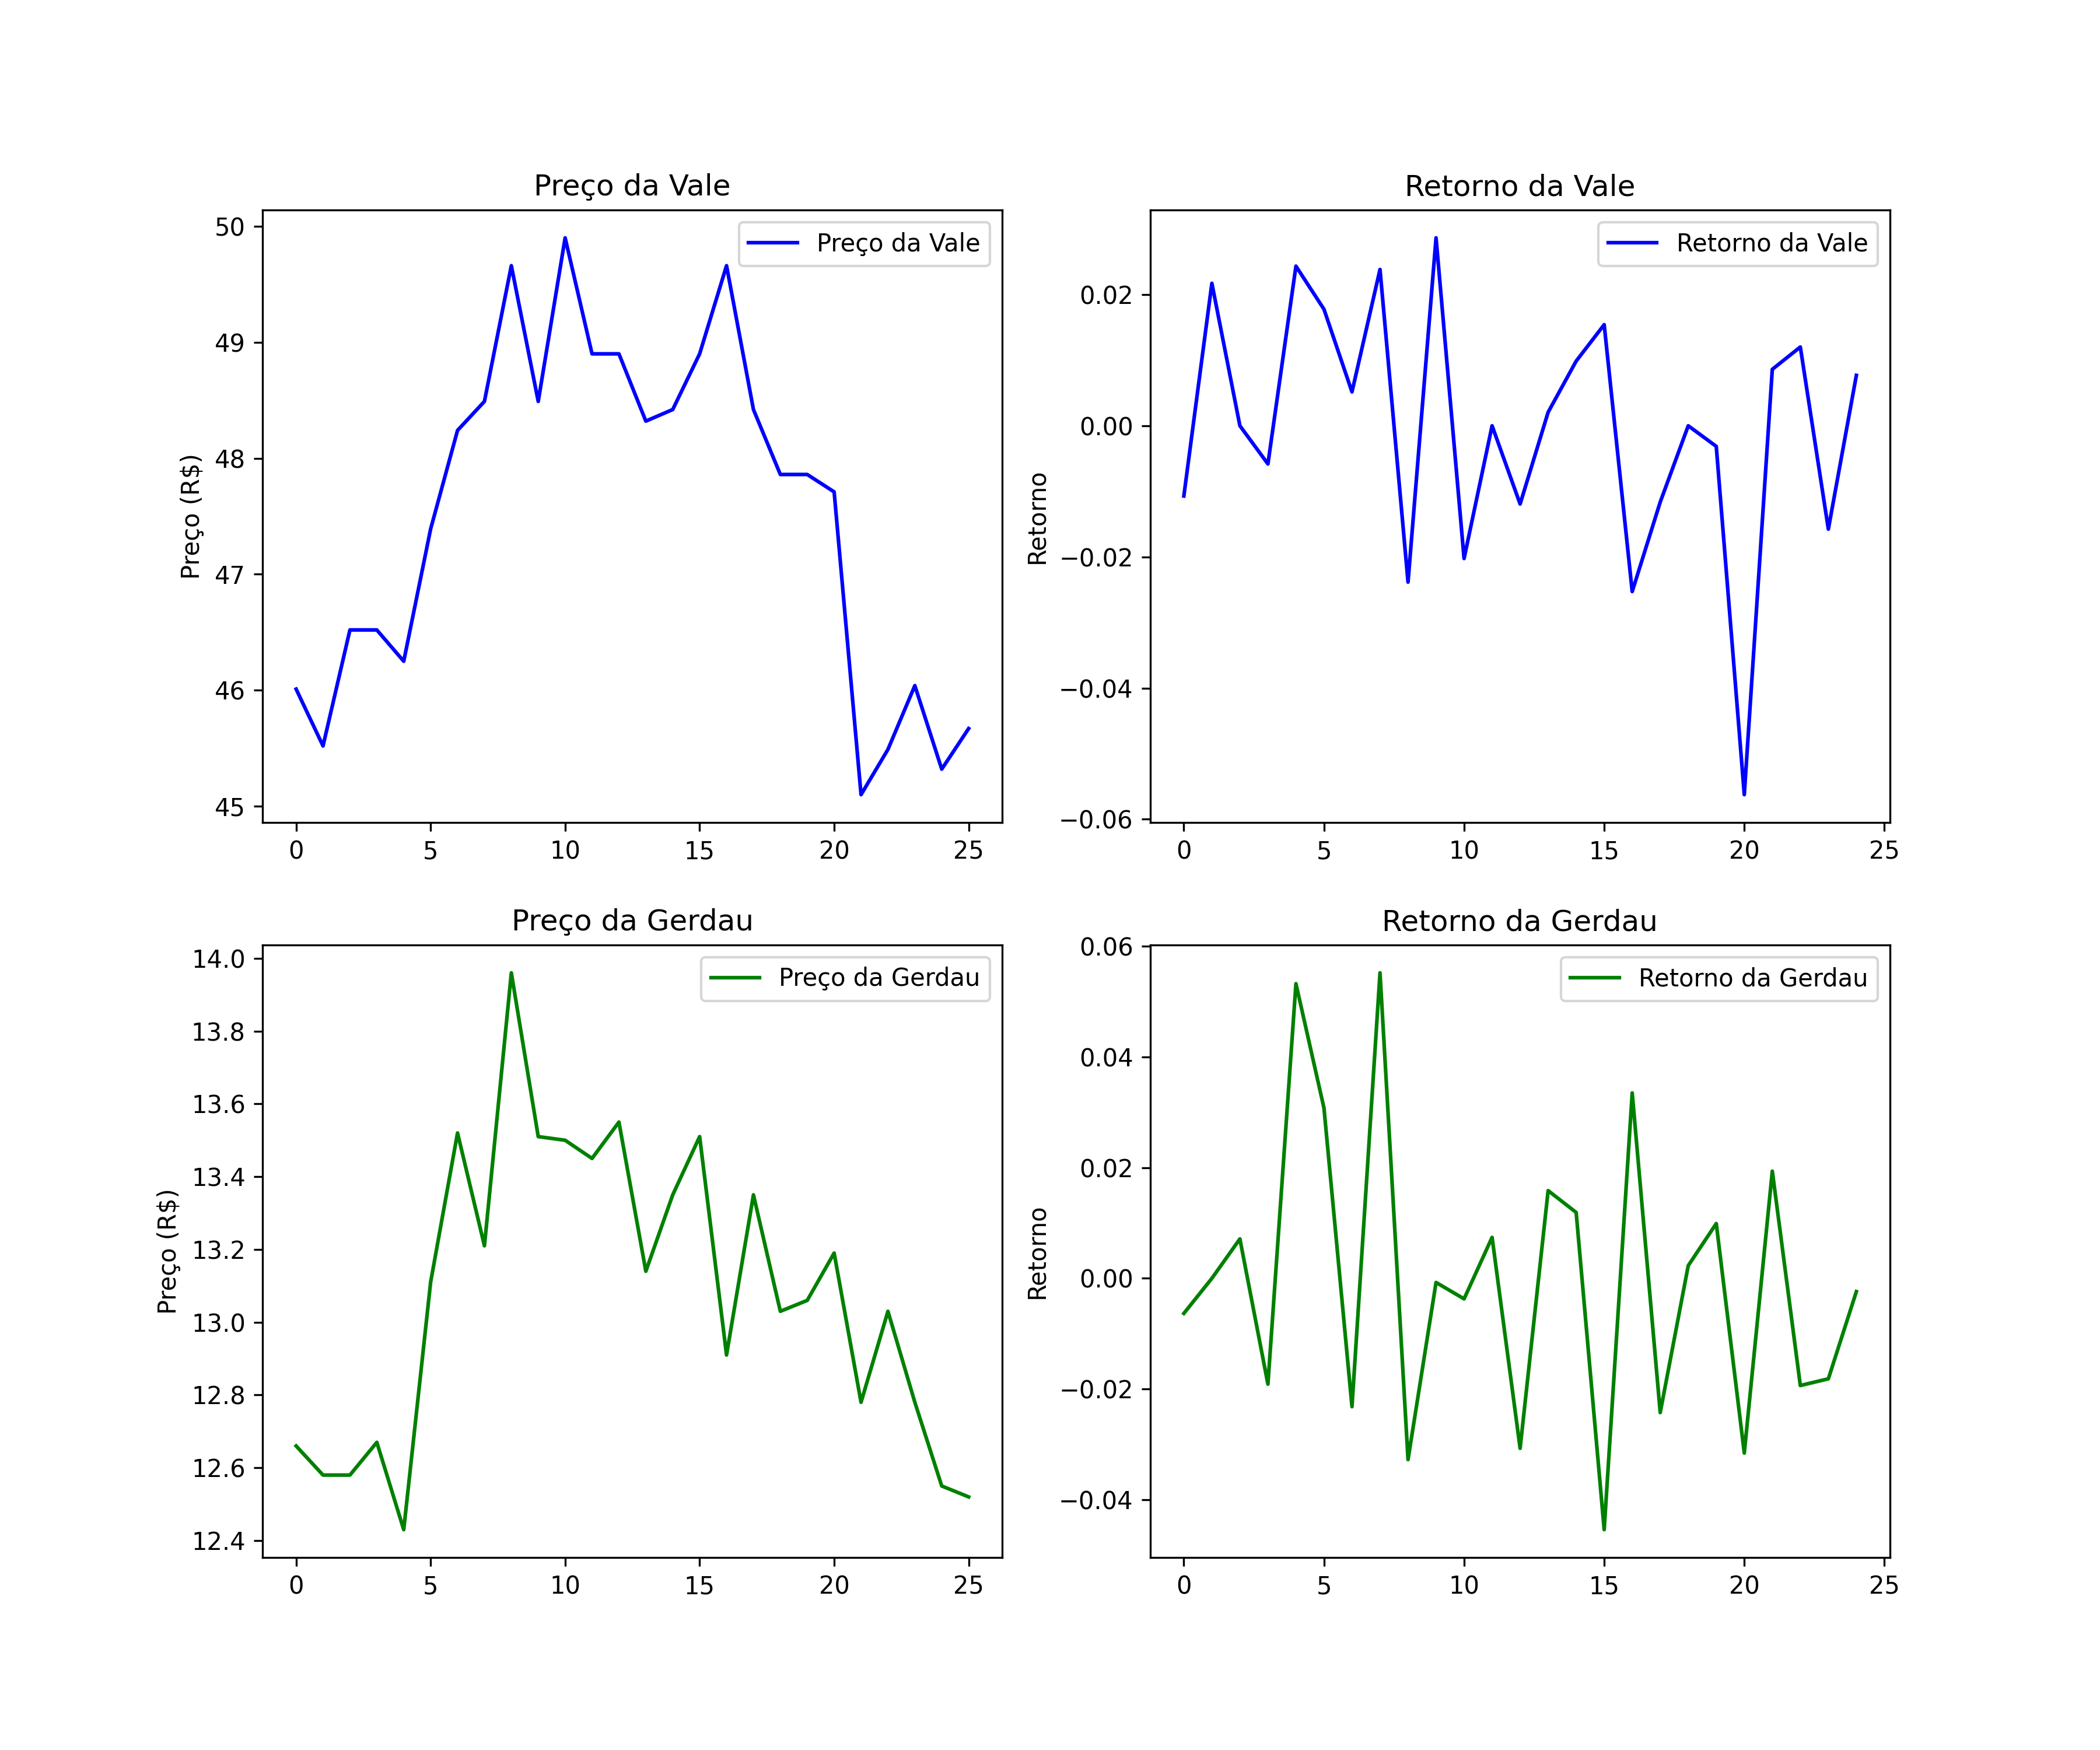 Preço da Vale
Preço da Vale
50
49
48
47
46
45
Preço (R$)
0 5 10 15 20 25
Retorno da Vale
Retorno da Vale
0.02
0.00
−0.02
−0.04
−0.06
Retorno
0 5 10 15 20 25
Preço da Gerdau
Preço da Gerdau
14.0
13.8
13.6
13.4
13.2
13.0
12.8
12.6
12.4
Preço (R$)
0 5 10 15 20 25
Retorno da Gerdau
Retorno da Gerdau
0.06
0.04
0.02
0.00
−0.02
−0.04
Retorno
0 5 10 15 20 25